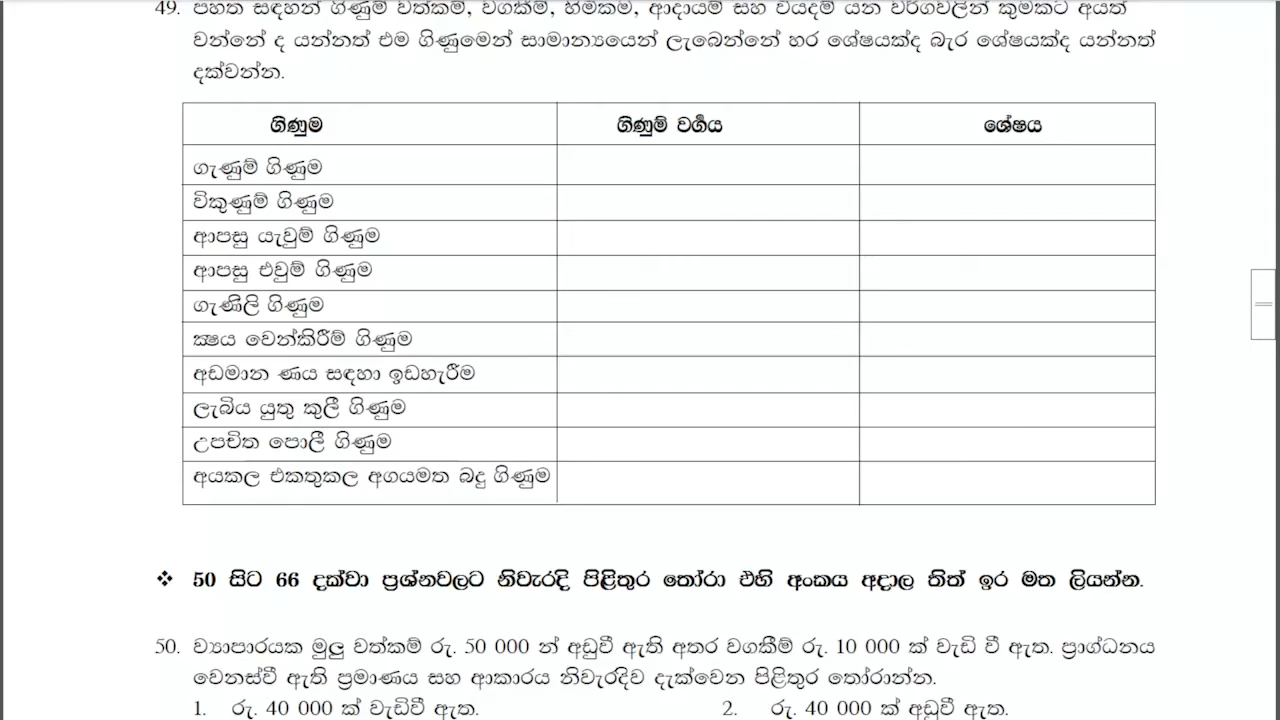 49. පහත සඳහන් ගිණුම් වත්කම්, වගකීම්, හිමිකම්, ආදායම් සහ වියදම් යන වර්ගවලින් කුමකට අයත්
වන්නේ ද යන්නත් එම ගිණුමෙන් සාමාන්‍යයෙන් ලැබෙන්නේ හර ශේෂයක්ද බැර ශේෂයක්ද යන්නත්
දක්වන්න.
ගිණුම ගිණුම් වර්ගය ශේෂය
ගැණුම් ගිණුම
විකුණුම් ගිණුම
ආපසු යැවුම් ගිණුම
ආපසු එවුම් ගිණුම
ගැණිලි ගිණුම
ක්‍ෂය වෙන්කිරීම් ගිණුම
අඩමාන ණය සඳහා ඉඩහැරීම
ලැබිය යුතු කුලී ගිණුම
උපචිත පොලී ගිණුම
අයකල එකතුකල අගයමත බදු ගිණුම
❖ 50 සිට 66 දක්වා ප්‍රශ්නවලට නිවැරදි පිළිතුර තෝරා එහි අංකය අදාල තිත් ඉර මත ලියන්න.
50. ව්‍යාපාරයක මුලු වත්කම් රු. 50 000 න් අඩුවී ඇති අතර වගකීම් රු. 10 000 ක් වැඩි වී ඇත. ප්‍රාග්ධනය
වෙනස්වී ඇති ප්‍රමාණය සහ ආකාරය නිවැරදිව දැක්වෙන පිළිතුර තෝරාන්න.
1. රු. 40 000 ක් වැඩිවී ඇත. 2. රු. 40 000 ක් අඩුවී ඇත.